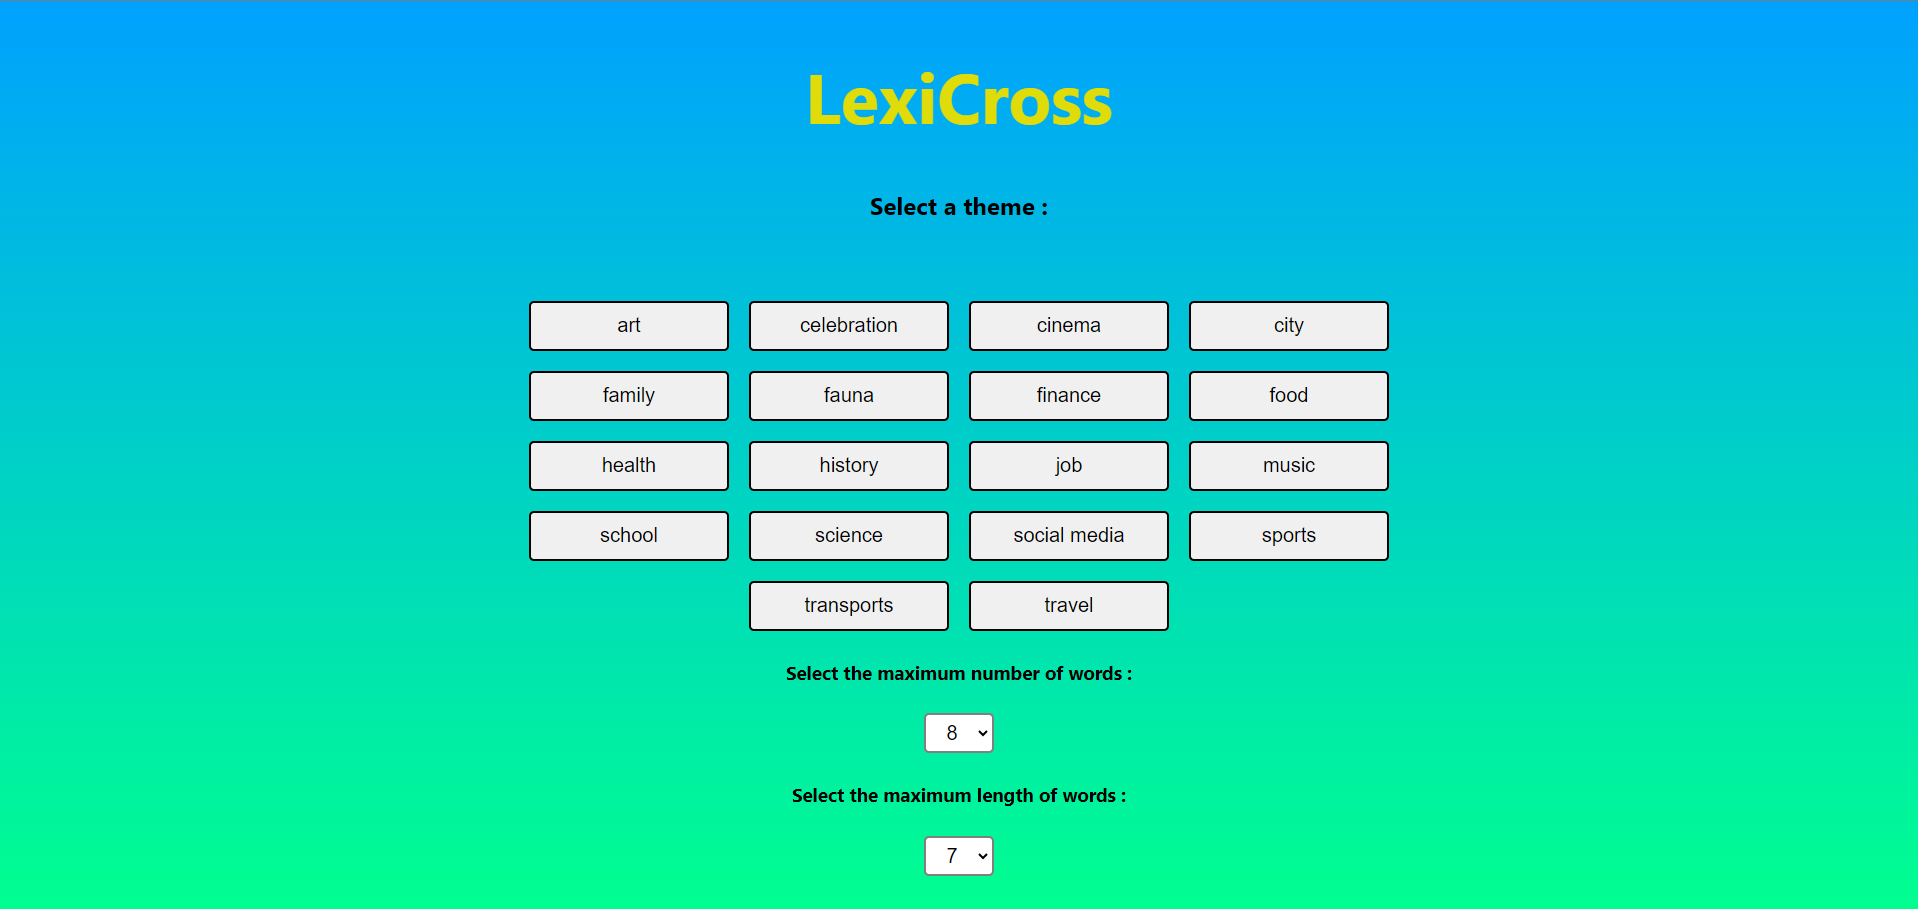 LexiCross
Select a theme :
art celebration cinema city
family fauna finance food
health history job music
school science social media sports
transports travel
Select the maximum number of words :
8
Select the maximum length of words :
7